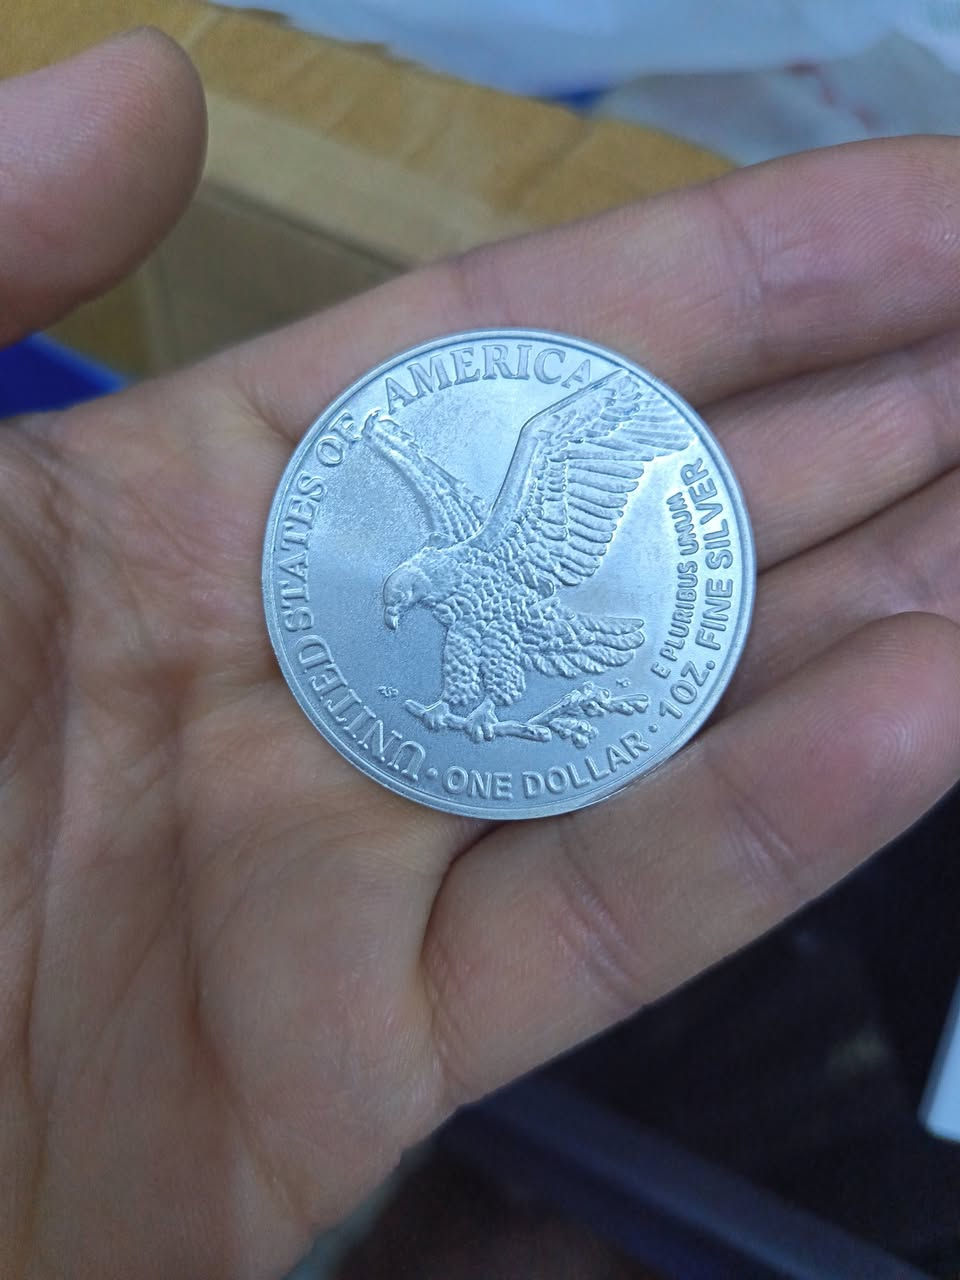 UNITED STATES OF AMERICA
E PLURIBUS UNUM
1 OZ. FINE SILVER
· ONE DOLLAR ·